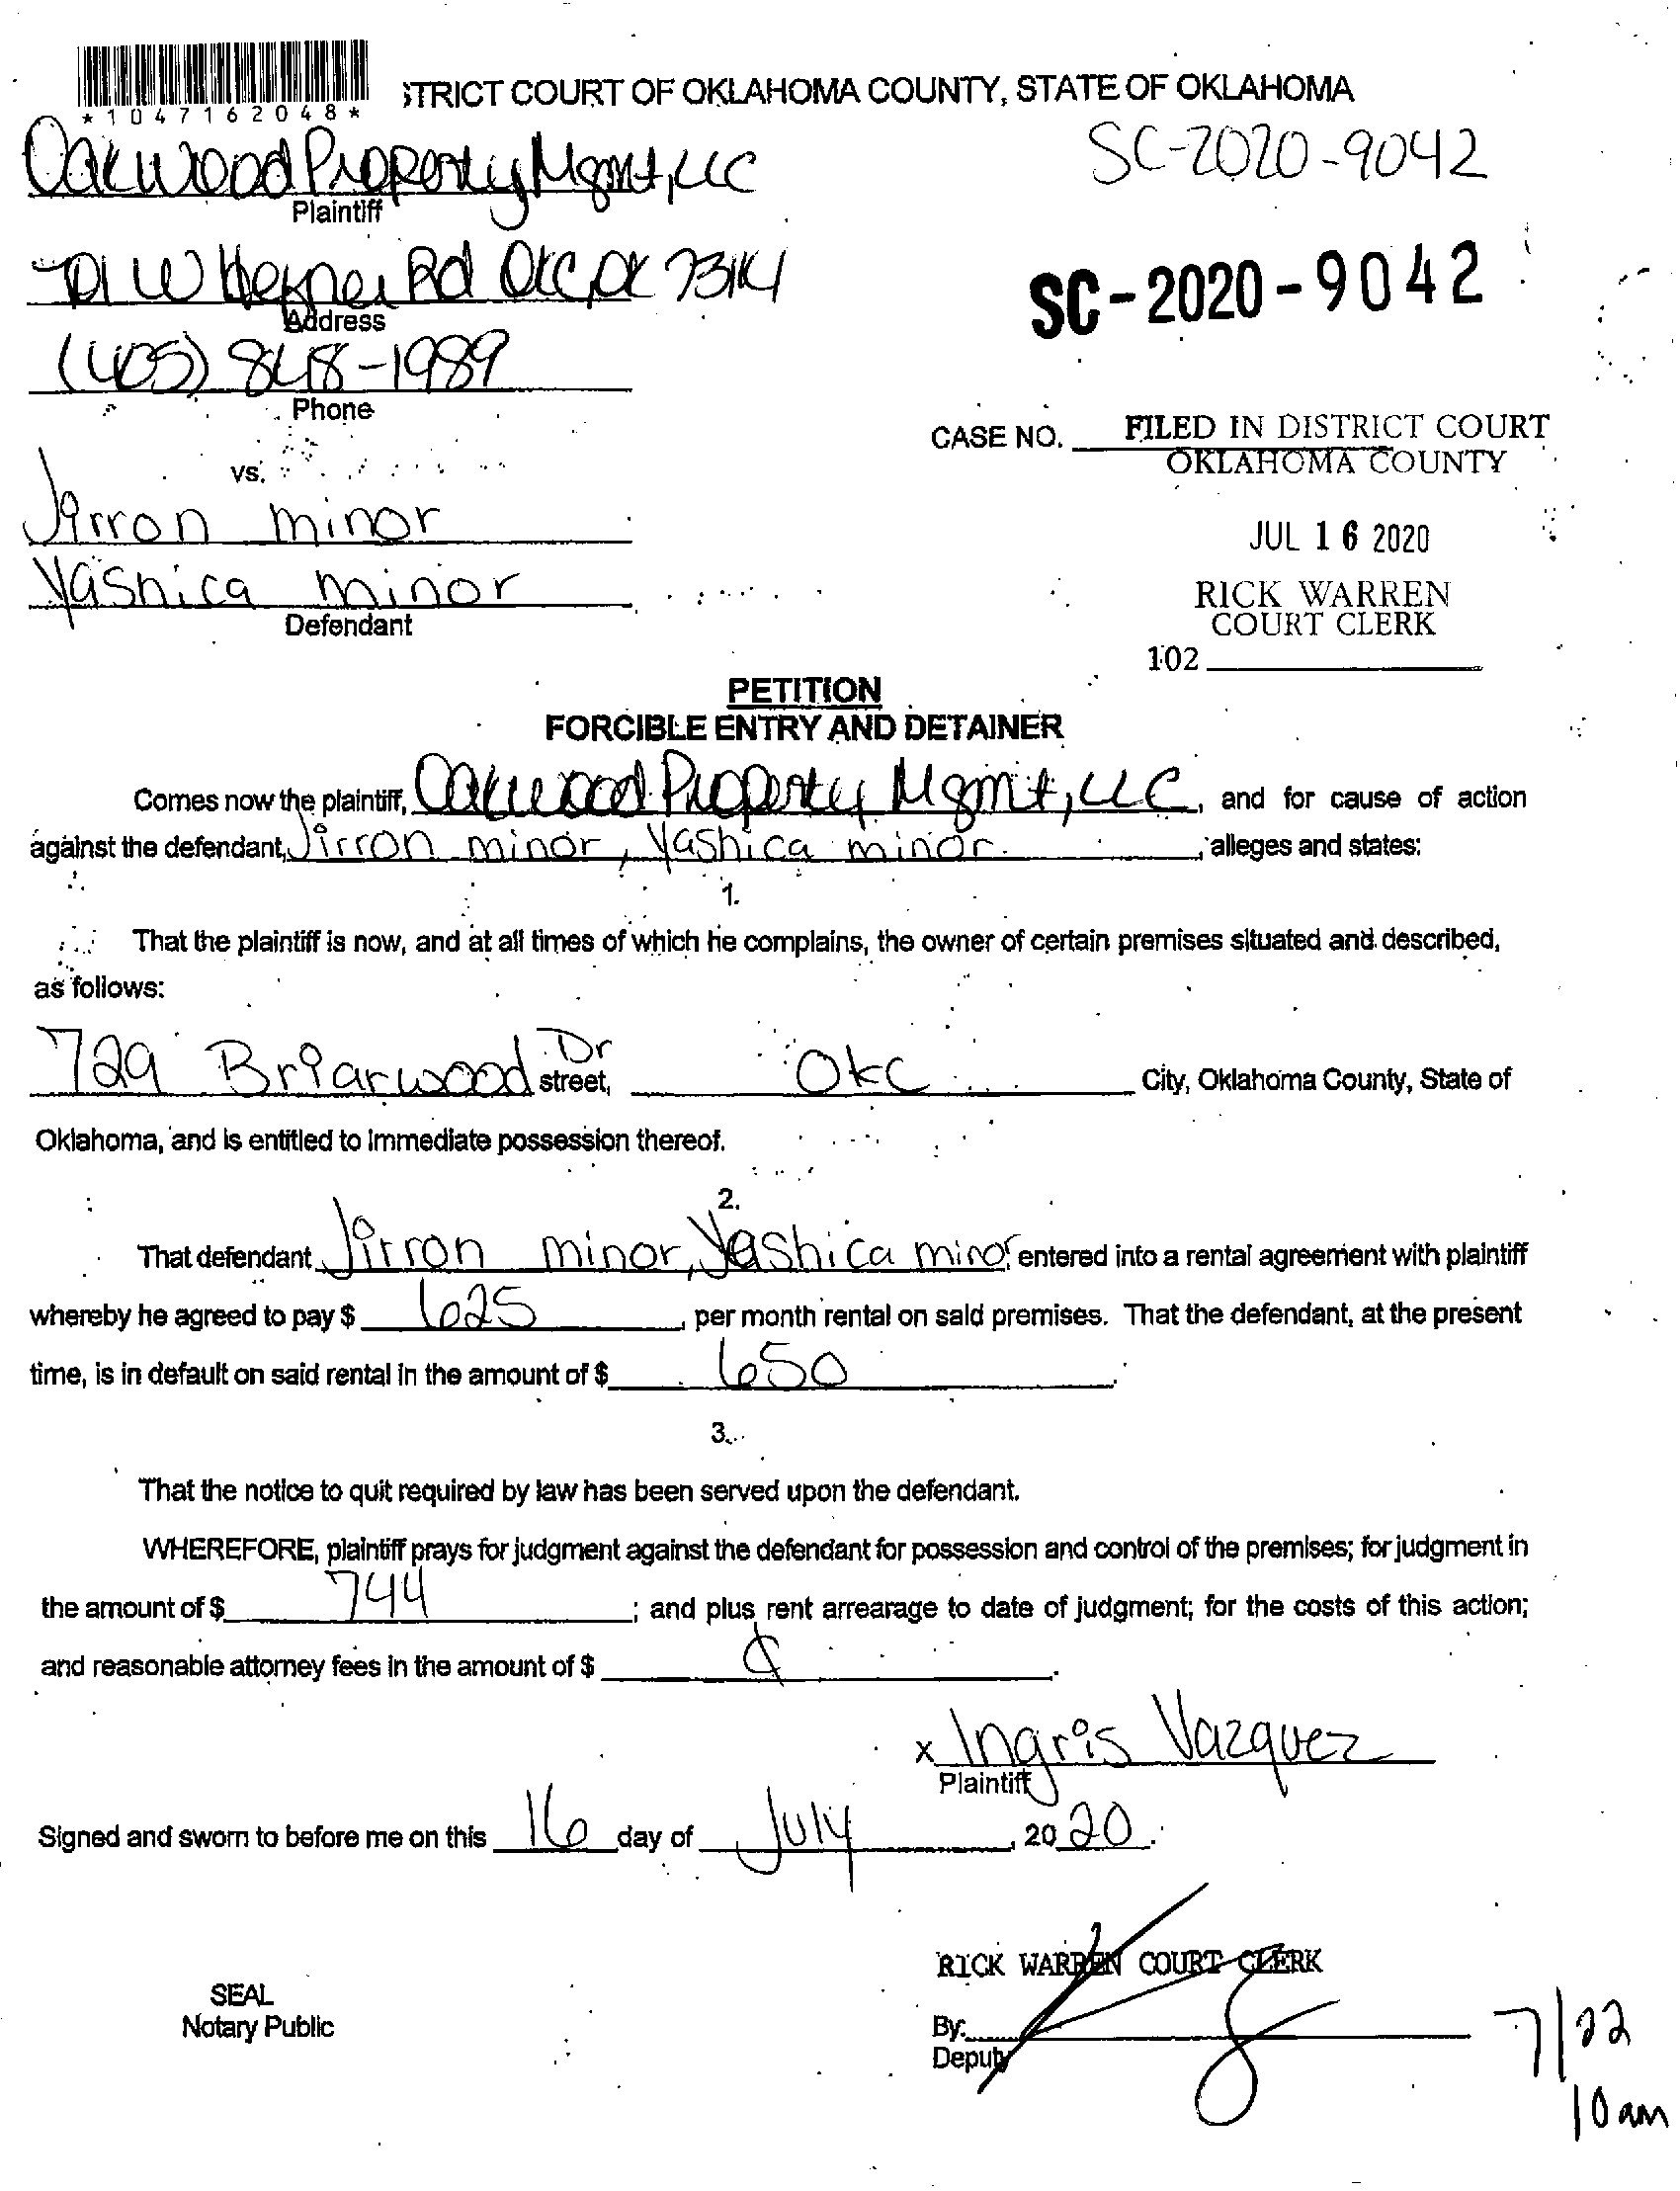 *1047162048*
STRICT COURT OF OKLAHOMA COUNTY, STATE OF OKLAHOMA
Oakwood Property Mgmt, LLC
SC-2020-9042
Plaintiff
701 W Hefner Rd OKC, OK 73114
SC-2020-9042
Address
(405) 848-1989
Phone
CASE NO.
FILED IN DISTRICT COURT
OKLAHOMA COUNTY
vs.
Jirron minor
JUL 16 2020
Yashica minor
RICK WARREN
COURT CLERK
Defendant
102
PETITION
FORCIBLE ENTRY AND DETAINER
Comes now the plaintiff, Oakwood Property Mgmt, LLC, and for cause of action
against the defendant, Jirron minor, Yashica minor, alleges and states:
1.
That the plaintiff is now, and at all times of which he complains, the owner of certain premises situated and described,
as follows:
729 Briarwood Dr street, OKC City, Oklahoma County, State of
Oklahoma, and is entitled to immediate possession thereof.
2.
That defendant Jirron minor, Yashica minor entered into a rental agreement with plaintiff
whereby he agreed to pay $ 625, per month rental on said premises. That the defendant, at the present
time, is in default on said rental in the amount of $ 650.
3.
That the notice to quit required by law has been served upon the defendant.
WHEREFORE, plaintiff prays for judgment against the defendant for possession and control of the premises; for judgment in
the amount of $ 744; and plus rent arrearage to date of judgment; for the costs of this action;
and reasonable attorney fees in the amount of $
x Ingris Vazquez
Plaintiff
Signed and sworn to before me on this 16 day of July, 2020.
RICK WARREN COURT CLERK
SEAL
Notary Public
By:
Deputy
7/22
10am